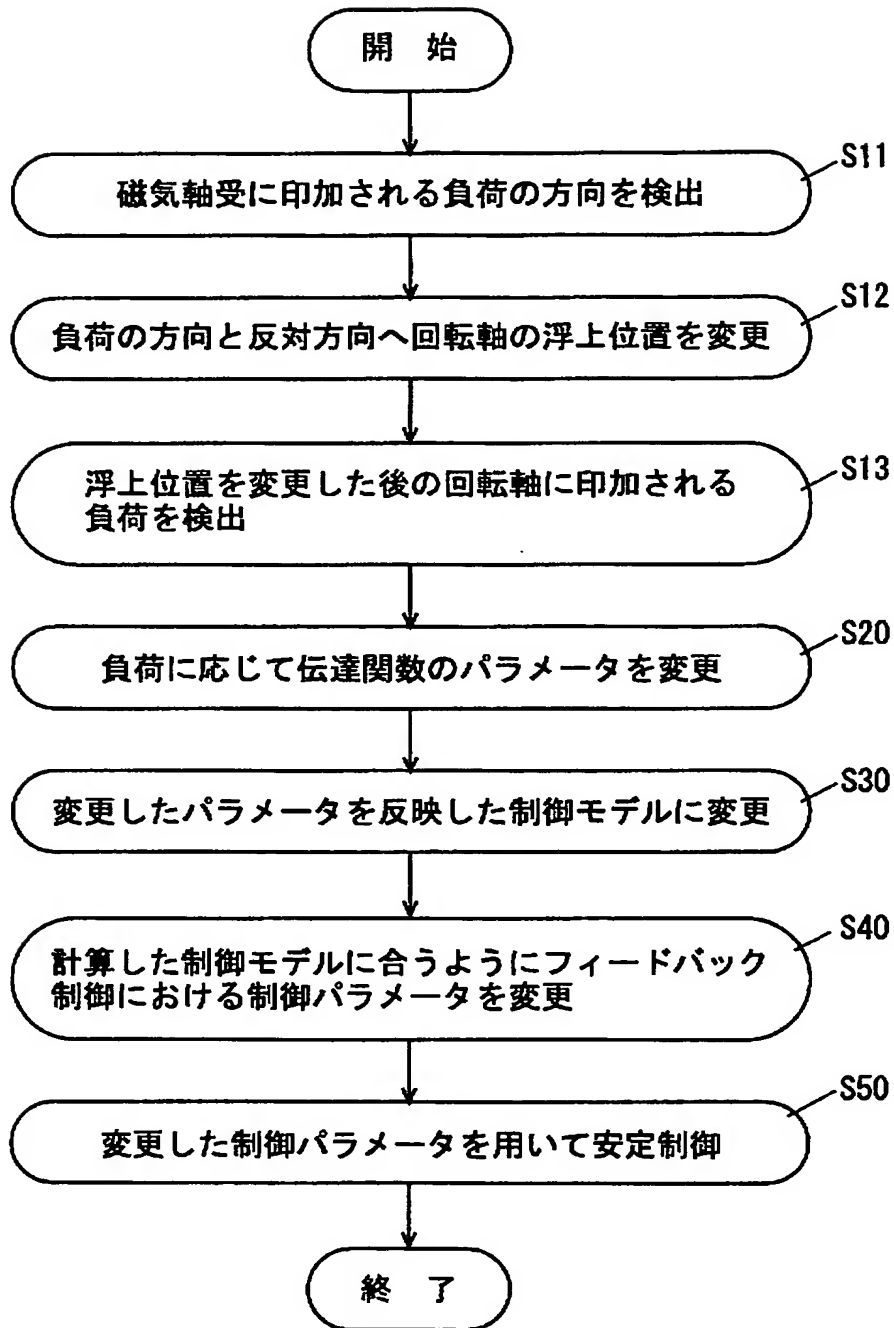 開 始
S11
磁気軸受に印加される負荷の方向を検出
S12
負荷の方向と反対方向へ回転軸の浮上位置を変更
S13
浮上位置を変更した後の回転軸に印加される
負荷を検出
S20
負荷に応じて伝達関数のパラメータを変更
S30
変更したパラメータを反映した制御モデルに変更
S40
計算した制御モデルに合うようにフィードバック
制御における制御パラメータを変更
S50
変更した制御パラメータを用いて安定制御
終 了